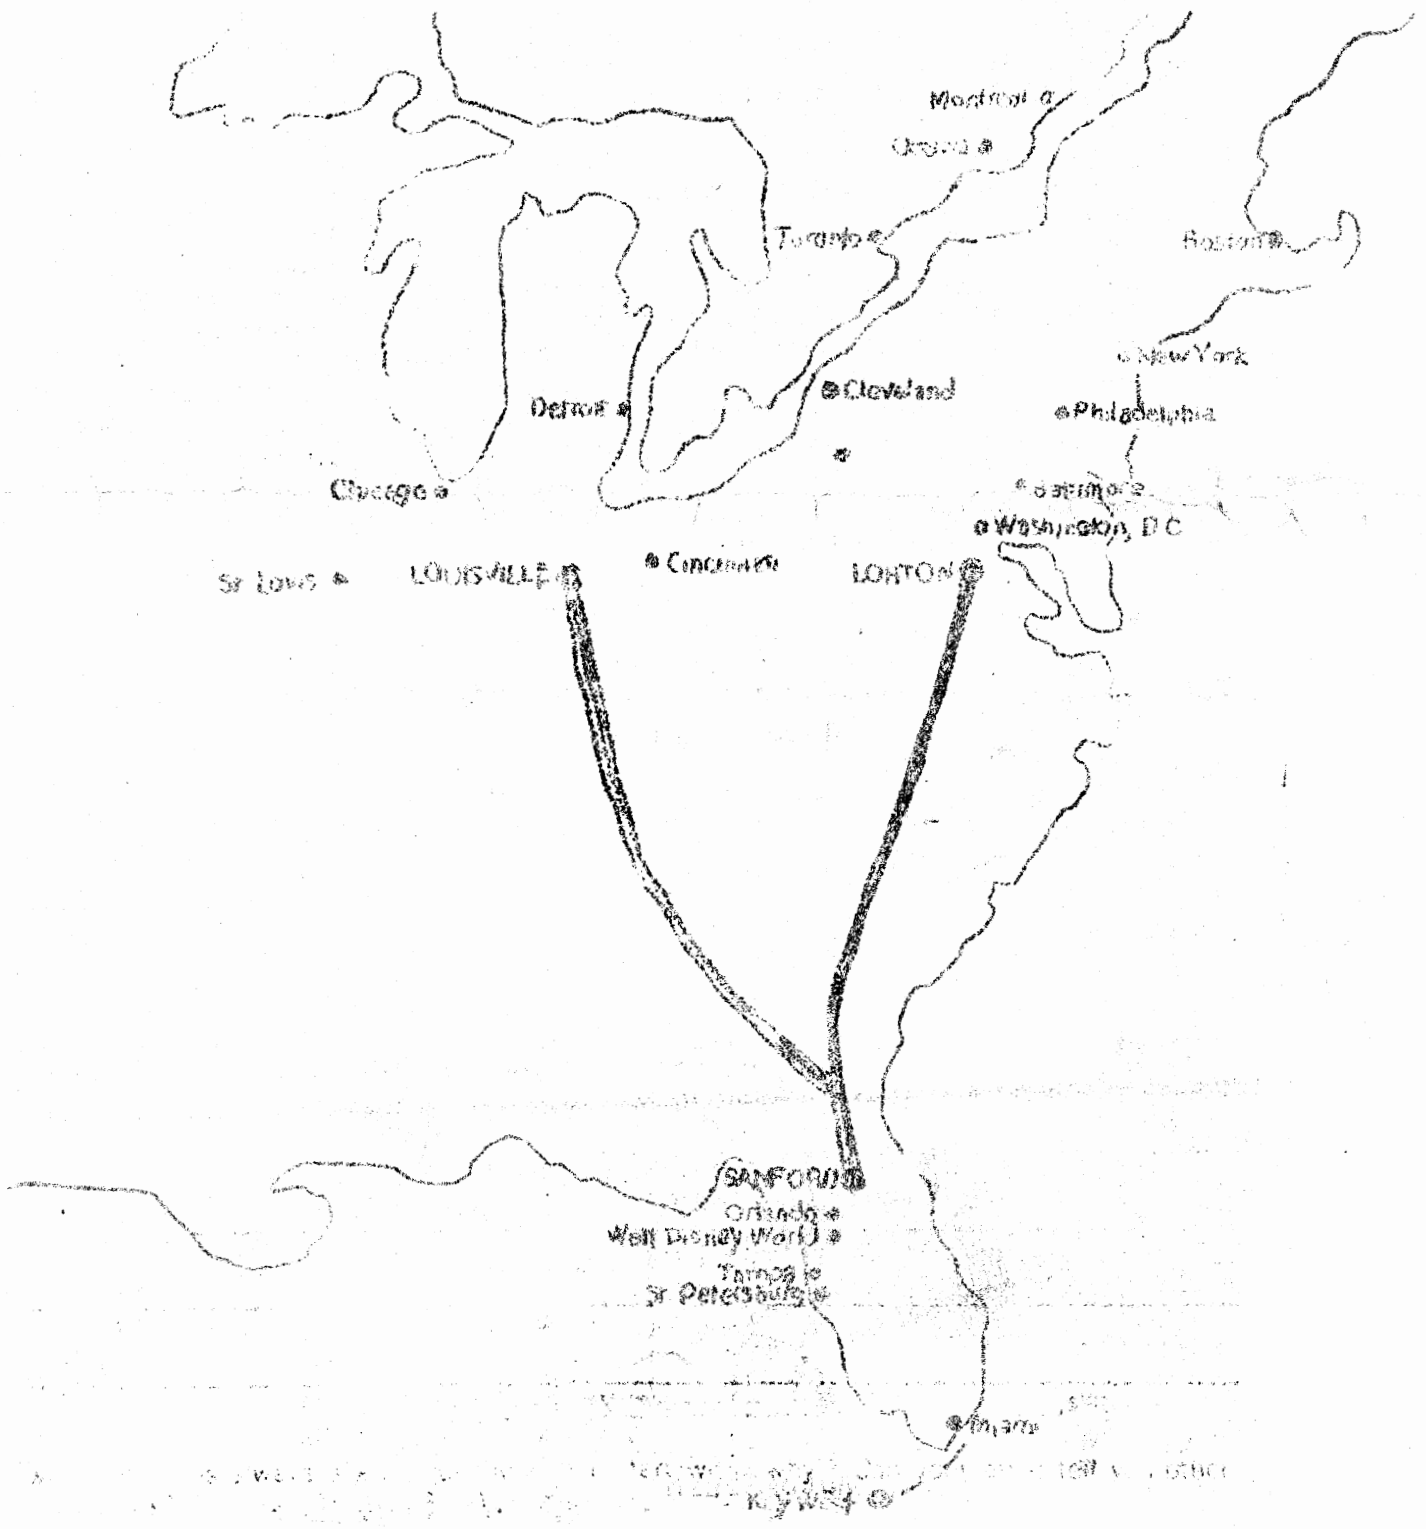 Montreal
Ottawa
Toronto
Boston
New York
Cleveland
Detroit
Philadelphia
Chicago
Baltimore
Washington, D C
Cincinnati
LORTON
St Louis
LOUISVILLE
SANFORD
Orlando
Walt Disney World
Tampa
St Petersburg
Miami
other
Key West